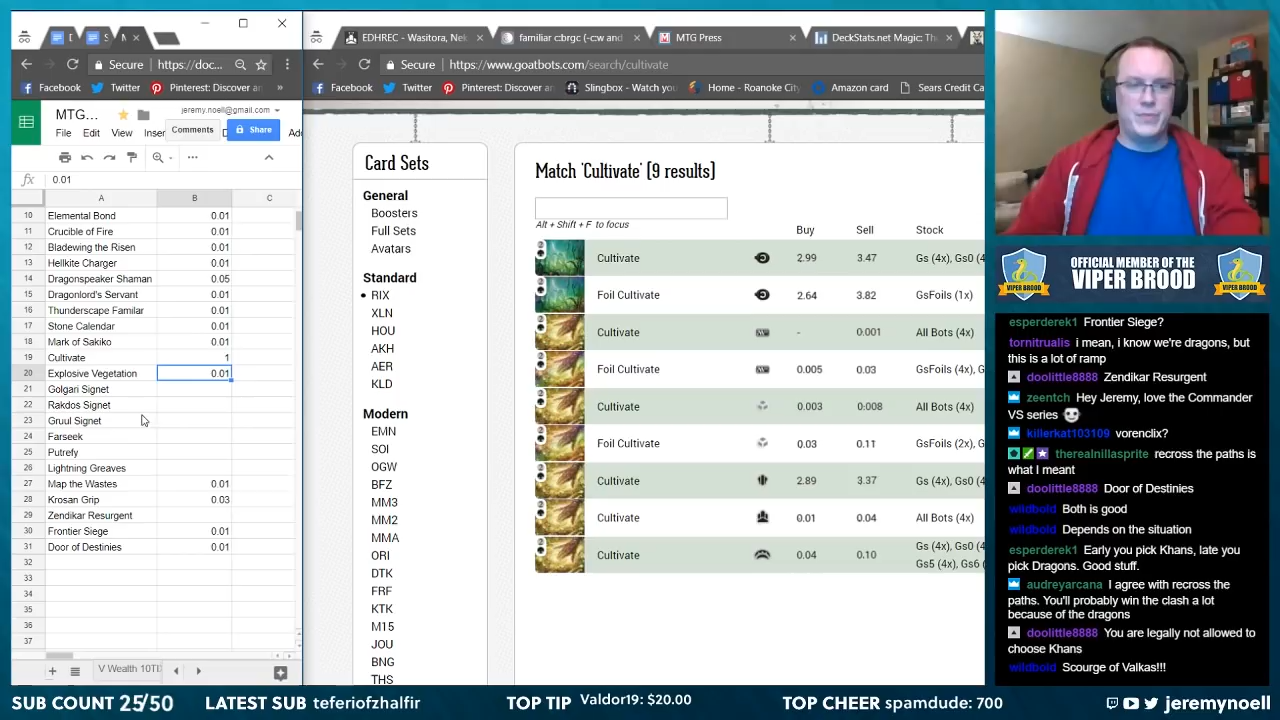 EDHREC - Wasitora, Nek
familiar c:brgc (-cw and
MTG Press
DeckStats.net Magic: The
Secure https://doc...
Secure https://www.goatbots.com/search/cultivate
Facebook Twitter Pinterest: Discover »
Facebook Twitter Pinterest: Discover Slingbox - Watch you Home - Roanoke City Amazon card Sears Credit Ca
MTG... jeremy.noell@gmail.com
File Edit View Inser Comments Share Ad
fx 0.01
A B C
10 Elemental Bond 0.01
11 Crucible of Fire 0.01
12 Bladewing the Risen 0.01
13 Hellkite Charger 0.01
14 Dragonspeaker Shaman 0.05
15 Dragonlord's Servant 0.01
16 Thunderscape Familar 0.01
17 Stone Calendar 0.01
18 Mark of Sakiko 0.01
19 Cultivate 1
20 Explosive Vegetation 0.01
21 Golgari Signet
22 Rakdos Signet
23 Gruul Signet
24 Farseek
25 Putrefy
26 Lightning Greaves
27 Map the Wastes 0.01
28 Krosan Grip 0.03
29 Zendikar Resurgent
30 Frontier Siege 0.01
31 Door of Destinies 0.01
32
33
34
35
36
37
V Wealth 10TI
Card Sets
General
Boosters
Full Sets
Avatars
Standard
RIX
XLN
HOU
AKH
AER
KLD
Modern
EMN
SOI
OGW
BFZ
MM3
MM2
MMA
ORI
DTK
FRF
KTK
M15
JOU
BNG
THS
Match 'Cultivate' (9 results)
Alt + Shift + F to focus
Buy Sell Stock
Cultivate 2.99 3.47 Gs (4x), Gs0 (4
Foil Cultivate 2.64 3.82 GsFoils (1x)
Cultivate - 0.001 All Bots (4x)
Foil Cultivate 0.005 0.03 GsFoils (4x), Gs
Cultivate 0.003 0.008 All Bots (4x)
Foil Cultivate 0.03 0.11 GsFoils (2x), Gs
Cultivate 2.89 3.37 Gs (4x), Gs0 (4
Cultivate 0.01 0.04 All Bots (4x)
Cultivate 0.04 0.10 Gs (4x), Gs0 (4
Gs5 (4x), Gs6 (
OFFICIAL MEMBER OF THE
VIPER BROOD
esperderek1 Frontier Siege?
tornitrualis i mean, i know we're dragons, but
this is a lot of ramp
doolittle8888 Zendikar Resurgent
zeentch Hey Jeremy, love the Commander
VS series
killerkat103109 vorenclix?
therealnillasprite recross the paths is
what I meant
doolittle8888 Door of Destinies
wildbold Both is good
wildbold Depends on the situation
esperderek1 Early you pick Khans, late you
pick Dragons. Good stuff.
audreyarcana I agree with recross the
paths. You'll probably win the clash a lot
because of the dragons
doolittle8888 You are legally not allowed to
choose Khans
wildbold Scourge of Valkas!!!
SUB COUNT 25/50 LATEST SUB teferiofzhalfir TOP TIP Valdor19: $20.00 TOP CHEER spamdude: 700 jeremynoell